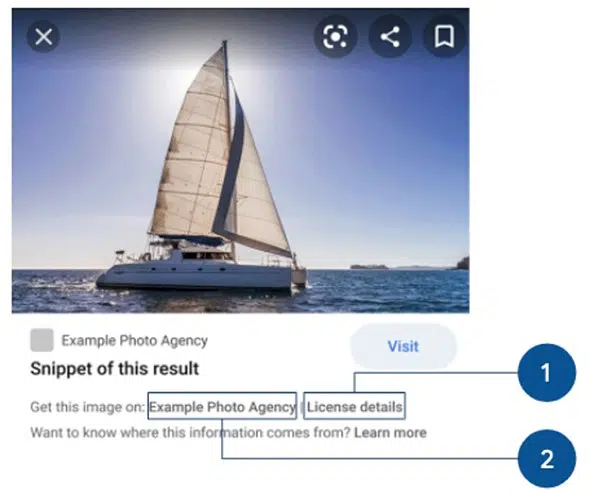 Example Photo Agency
Visit
Snippet of this result
1
Get this image on: Example Photo Agency | License details
Want to know where this information comes from? Learn more
2